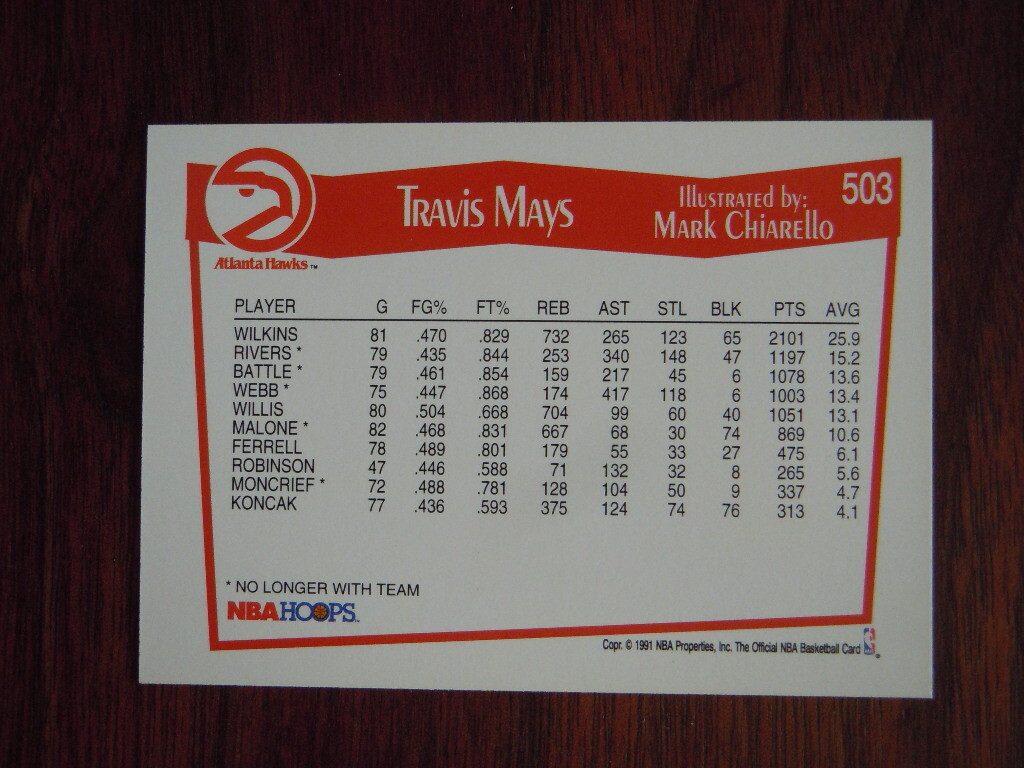 Travis Mays
Illustrated by:
Mark Chiarello
503
Atlanta Hawks™
PLAYER G FG% FT% REB AST STL BLK PTS AVG
WILKINS 81 .470 .829 732 265 123 65 2101 25.9
RIVERS * 79 .435 .844 253 340 148 47 1197 15.2
BATTLE * 79 .461 .854 159 217 45 6 1078 13.6
WEBB * 75 .447 .868 174 417 118 6 1003 13.4
WILLIS 80 .504 .668 704 99 60 40 1051 13.1
MALONE * 82 .468 .831 667 68 30 74 869 10.6
FERRELL 78 .489 .801 179 55 33 27 475 6.1
ROBINSON 47 .446 .588 71 132 32 8 265 5.6
MONCRIEF * 72 .488 .781 128 104 50 9 337 4.7
KONCAK 77 .436 .593 375 124 74 76 313 4.1
* NO LONGER WITH TEAM
NBA HOOPS™
Copr. © 1991 NBA Properties, Inc. The Official NBA Basketball Card